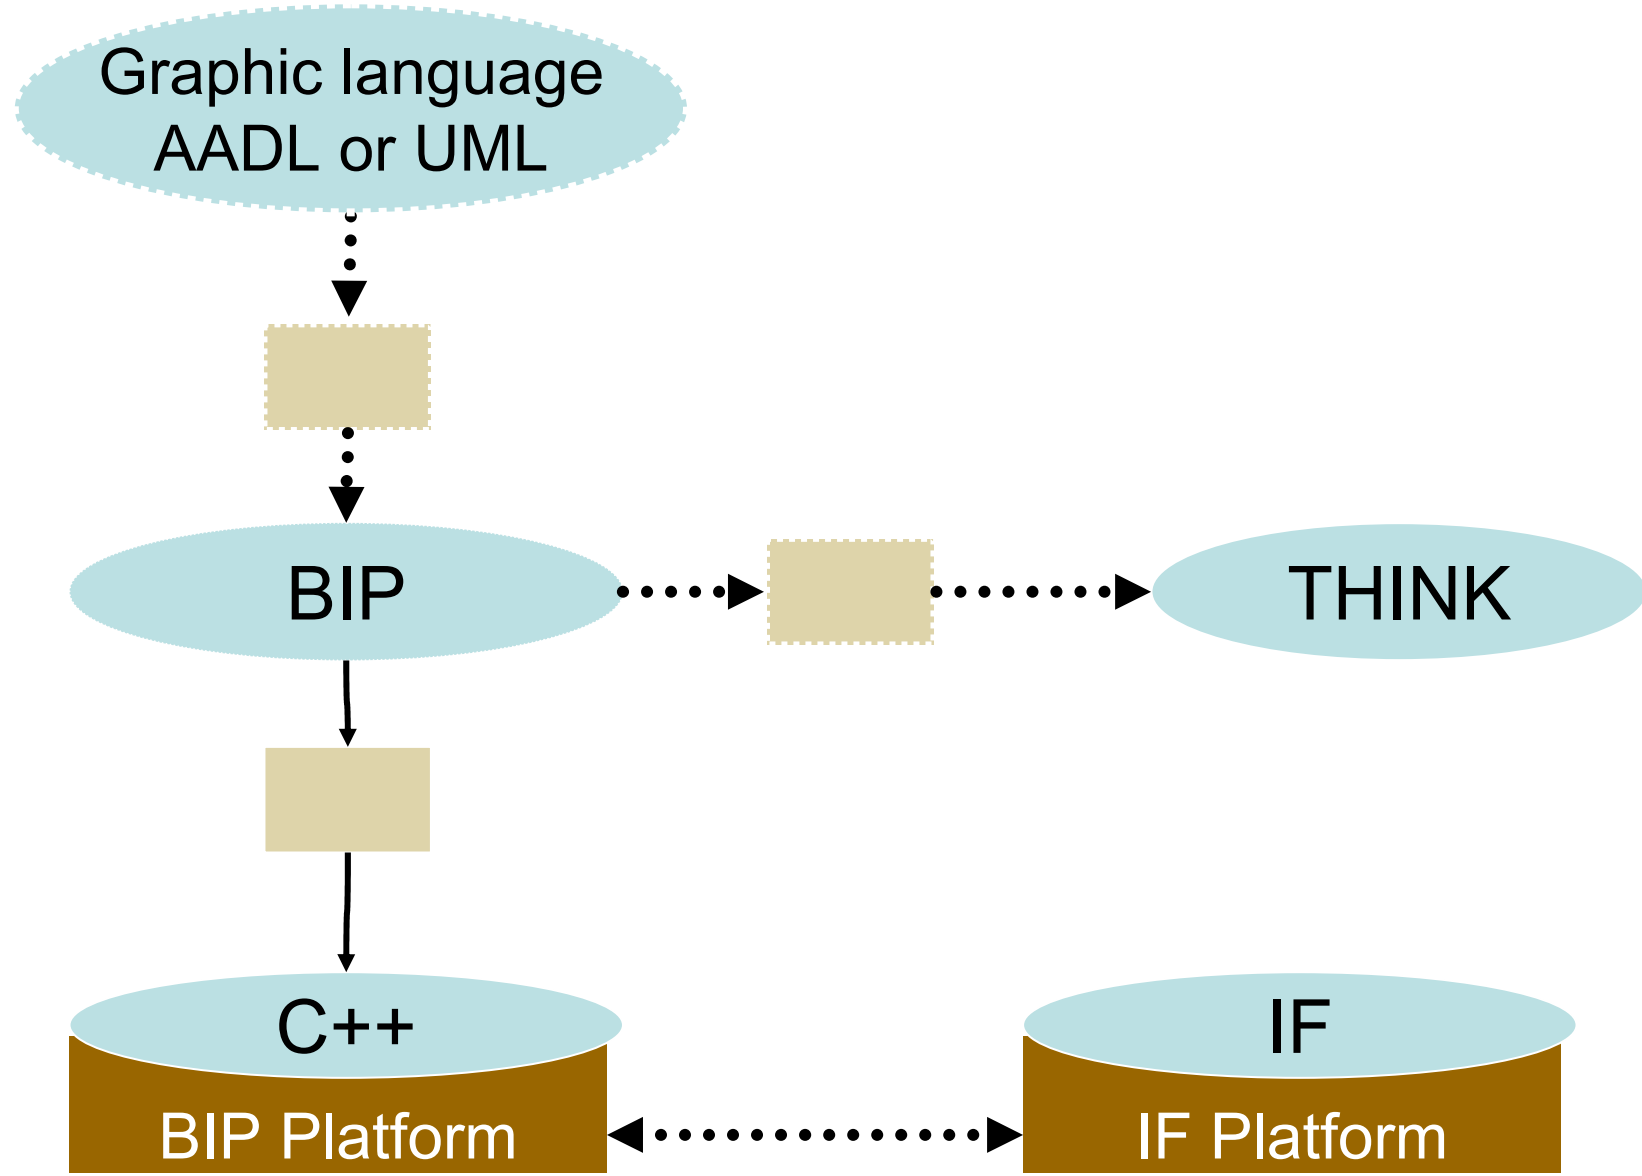 Graphic language
AADL or UML
BIP
THINK
C++
IF
BIP Platform
IF Platform